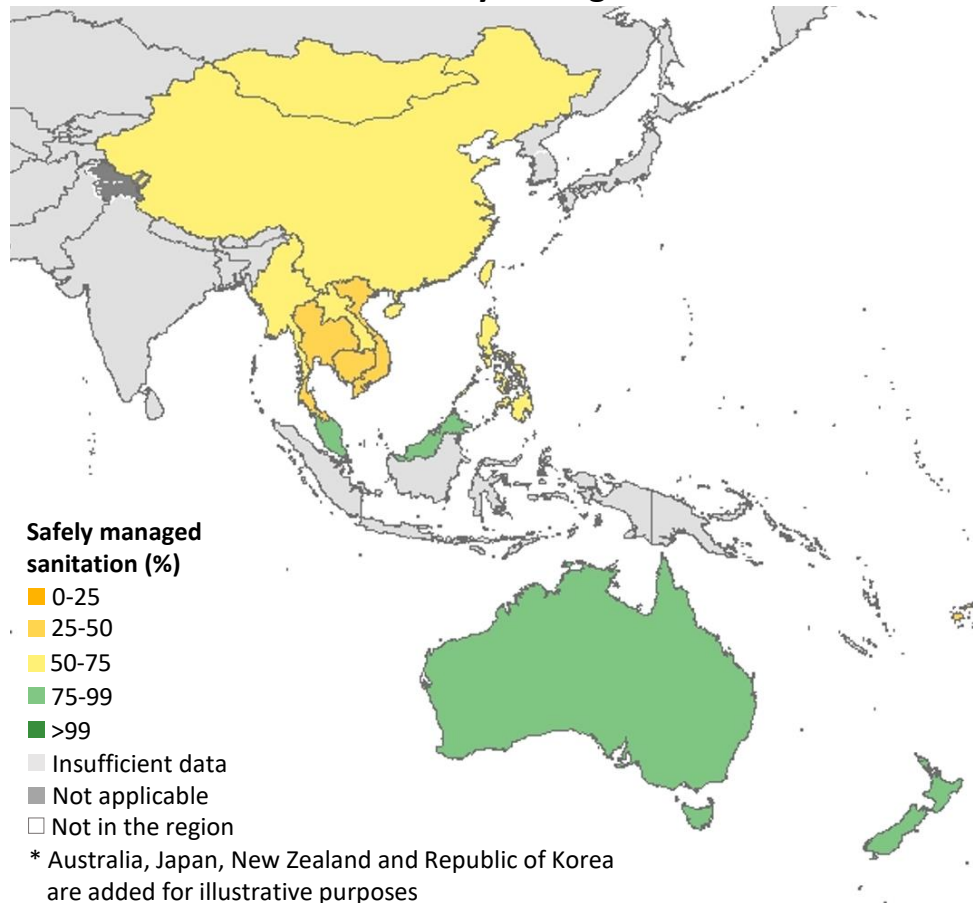 Safely managed
sanitation (%)
0-25
25-50
50-75
75-99
>99
Insufficient data
Not applicable
Not in the region
* Australia, Japan, New Zealand and Republic of Korea
are added for illustrative purposes